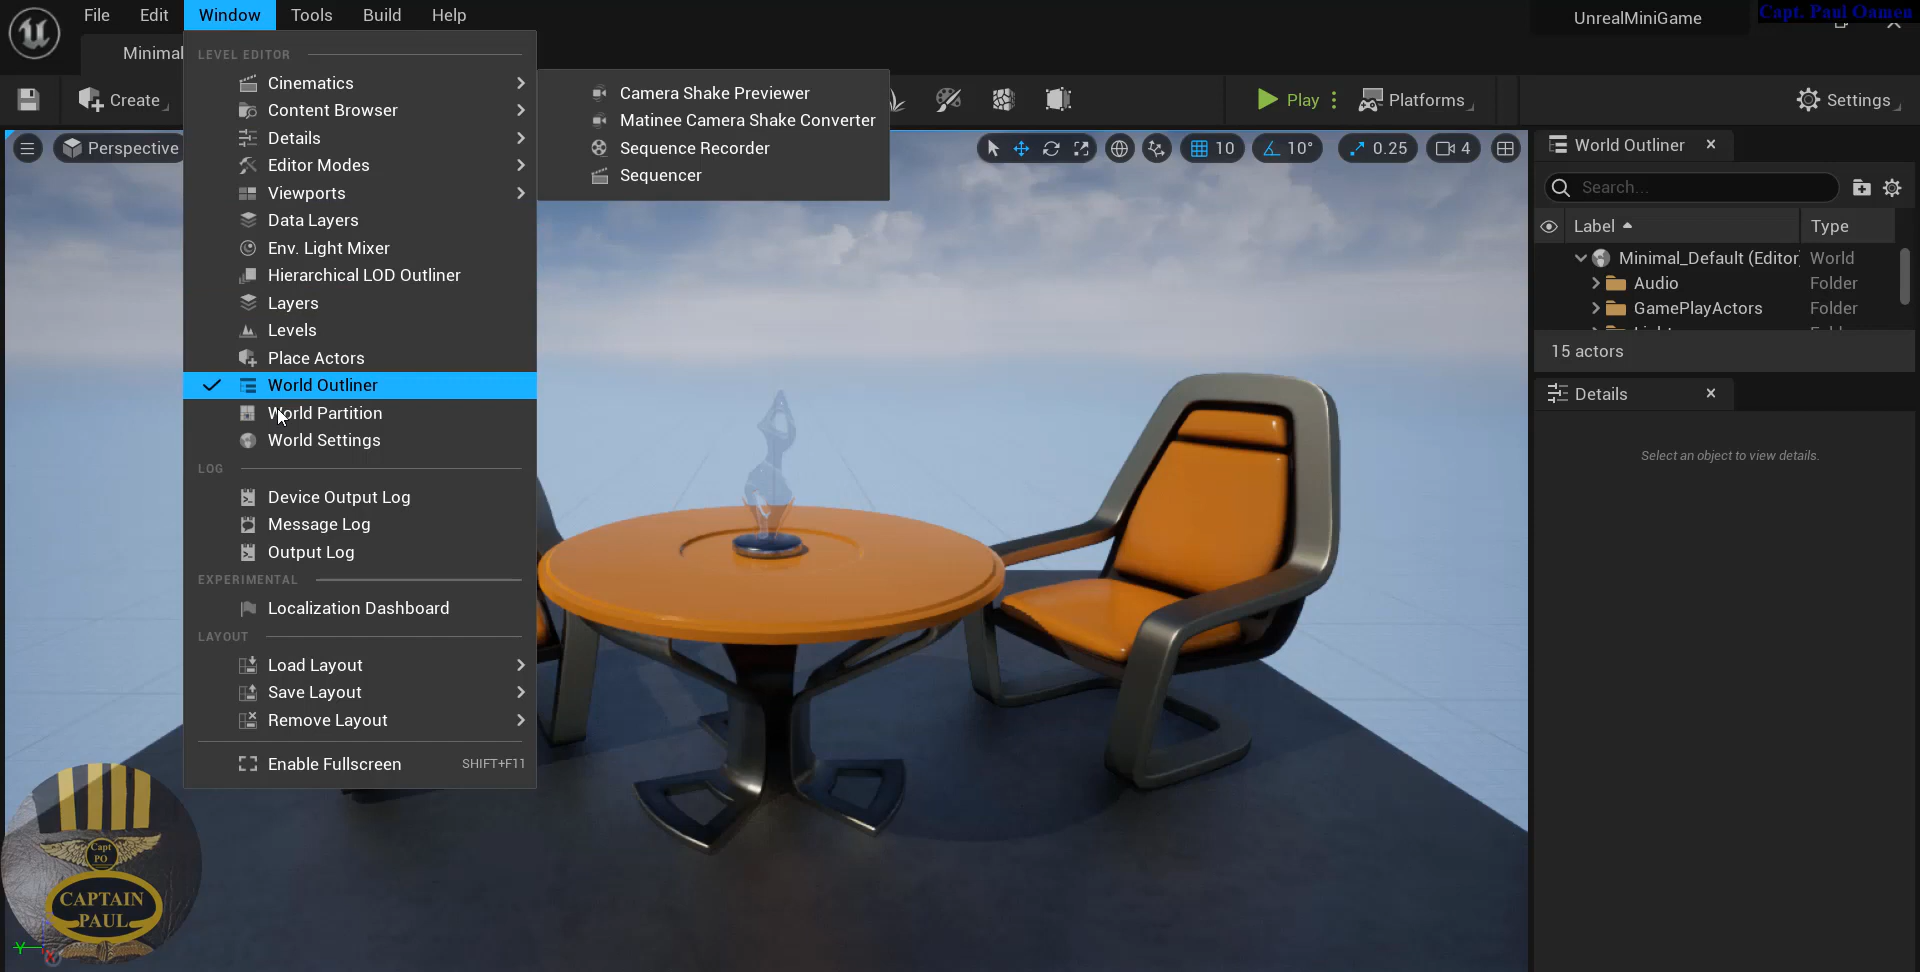 File Edit Window Tools Build Help
UnrealMiniGame
Capt. Paul Oamen
Minimal
Create
Play
Platforms
Settings
LEVEL EDITOR
Cinematics
Content Browser
Details
Editor Modes
Viewports
Data Layers
Env. Light Mixer
Hierarchical LOD Outliner
Layers
Levels
Place Actors
World Outliner
World Partition
World Settings
LOG
Device Output Log
Message Log
Output Log
EXPERIMENTAL
Localization Dashboard
LAYOUT
Load Layout
Save Layout
Remove Layout
Enable Fullscreen SHIFT+F11
Camera Shake Previewer
Matinee Camera Shake Converter
Sequence Recorder
Sequencer
Perspective
10 10° 0.25 4
World Outliner
Search...
Label Type
Minimal_Default (Editor World
Audio Folder
GamePlayActors Folder
15 actors
Details
Select an object to view details.
Capt
PO
CAPTAIN
PAUL
Y
X